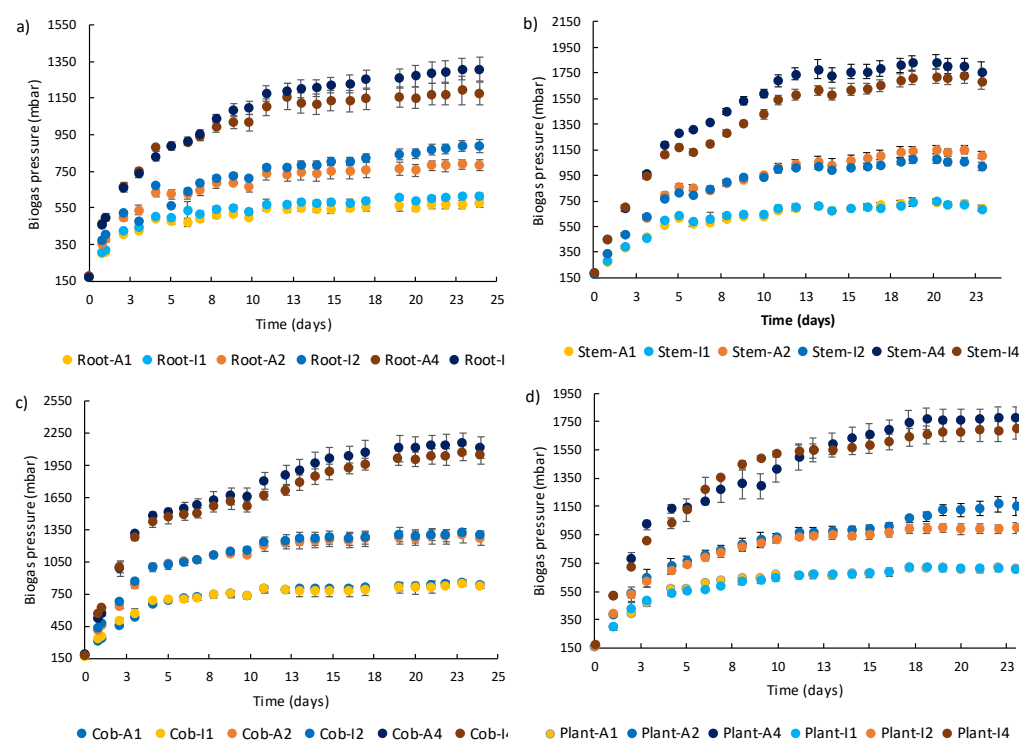 a)
1550
1350
1150
950
750
550
350
150
Biogas pressure (mbar)
0 3 5 8 10 13 15 18 20 23 25
Time (days)
Root-A1 Root-I1 Root-A2 Root-I2 Root-A4 Root-I
b)
2150
1950
1750
1550
1350
1150
950
750
550
350
150
Biogas pressure (mbar)
0 3 5 8 10 13 15 18 20 23
Time (days)
Stem-A1 Stem-I1 Stem-A2 Stem-I2 Stem-A4 Stem-I4
c)
2550
2250
1950
1650
1350
1050
750
450
150
Biogas pressure (mbar)
0 3 5 8 10 13 15 18 20 23 25
Time (days)
Cob-A1 Cob-I1 Cob-A2 Cob-I2 Cob-A4 Cob-I4
d)
1950
1750
1550
1350
1150
950
750
550
350
150
Biogas pressure (mbar)
0 3 5 8 10 13 15 18 20 23
Time (days)
Plant-A1 Plant-A2 Plant-A4 Plant-I1 Plant-I2 Plant-I4